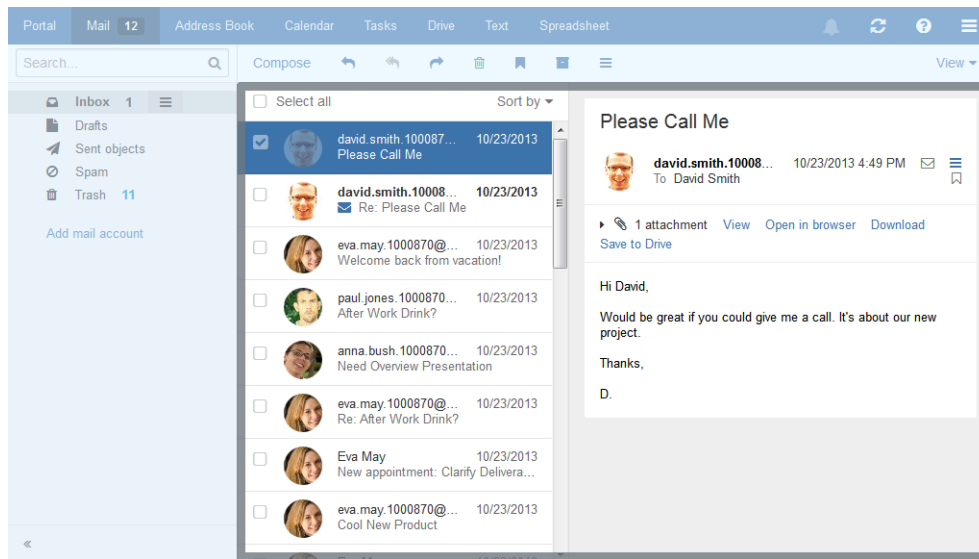 Portal Mail 12 Address Book Calendar Tasks Drive Text Spreadsheet
Search...
Compose
View
Inbox 1
Drafts
Sent objects
Spam
Trash 11
Add mail account
Select all Sort by
david.smith.100087... 10/23/2013
Please Call Me
david.smith.10008... 10/23/2013
Re: Please Call Me
eva.may.1000870@... 10/23/2013
Welcome back from vacation!
paul.jones.1000870... 10/23/2013
After Work Drink?
anna.bush.1000870... 10/23/2013
Need Overview Presentation
eva.may.1000870@... 10/23/2013
Re: After Work Drink?
Eva May 10/23/2013
New appointment: Clarify Delivera...
eva.may.1000870@... 10/23/2013
Cool New Product
Please Call Me
david.smith.10008... 10/23/2013 4:49 PM
To David Smith
1 attachment View Open in browser Download
Save to Drive
Hi David,
Would be great if you could give me a call. It's about our new
project.
Thanks,
D.